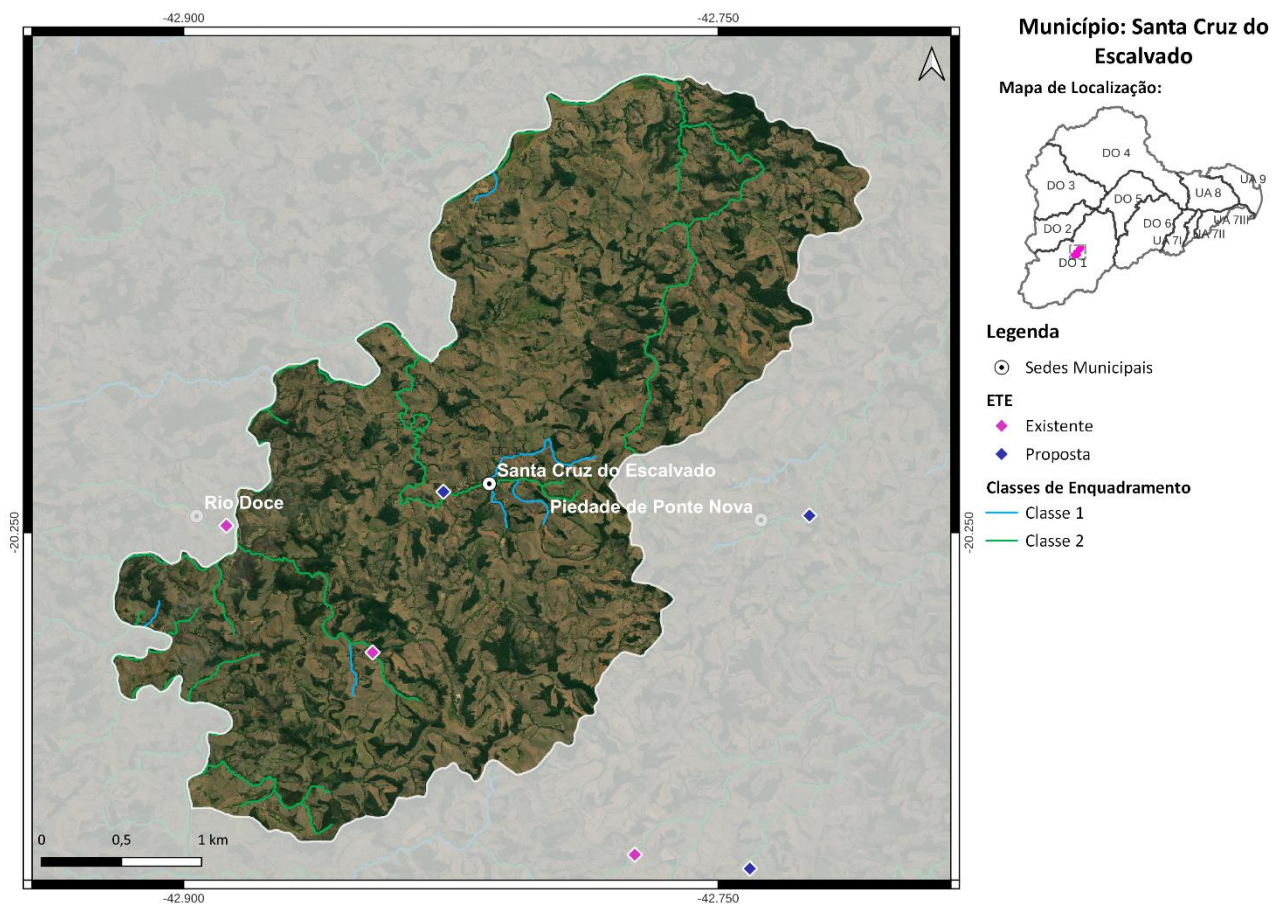 -42.900
-42.750
Município: Santa Cruz do
Escalvado
Mapa de Localização:
DO 4
UA 9
DO 3
DO 5
UA 8
DO 6
UA 7III
DO 2
UA 7II
UA 7I
DO 1
Legenda
Sedes Municipais
ETE
Existente
Proposta
Classes de Enquadramento
Classe 1
Classe 2
Santa Cruz do Escalvado
Rio Doce
Piedade de Ponte Nova
-20.250
-20.250
0
0,5
1 km
-42.900
-42.750